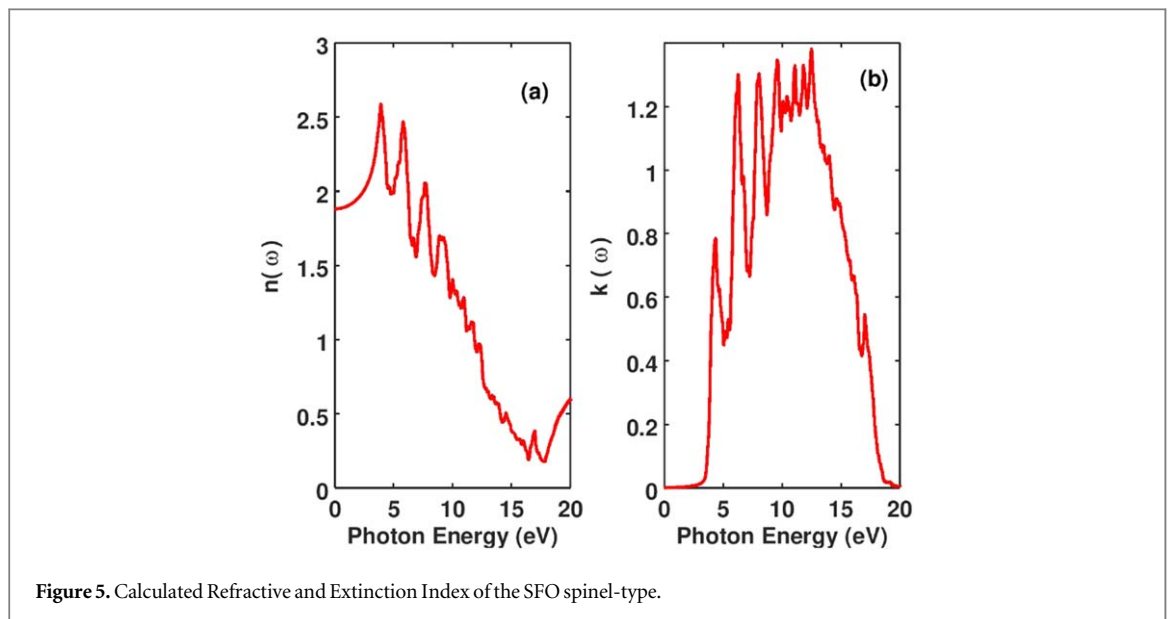 (a)
3
2.5
2
1.5
1
0.5
0
n( ω)
0 5 10 15 20
Photon Energy (eV)
(b)
1.2
1
0.8
0.6
0.4
0.2
0
k ( ω)
0 5 10 15 20
Photon Energy (eV)
Figure 5. Calculated Refractive and Extinction Index of the SFO spinel-type.